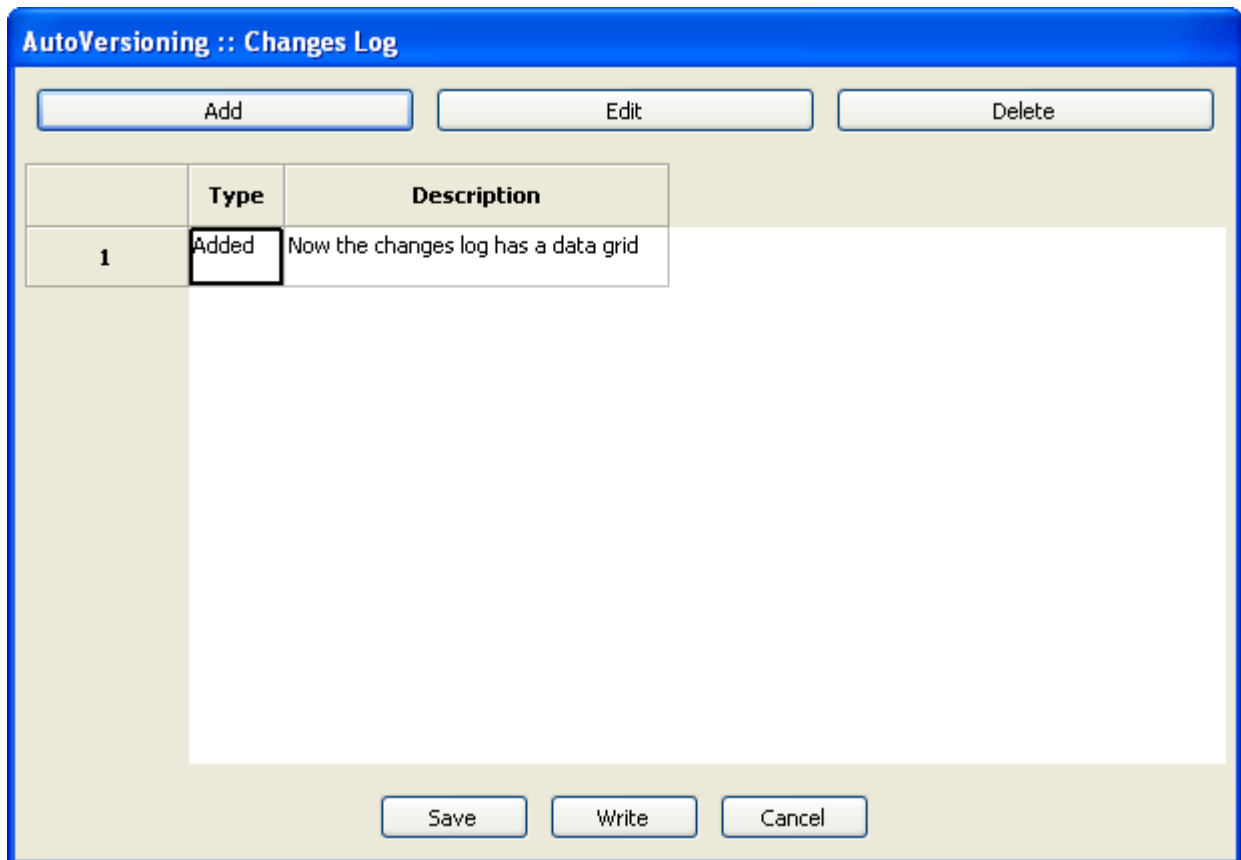 AutoVersioning :: Changes Log
Add Edit Delete
Type Description
1 Added Now the changes log has a data grid
Save Write Cancel